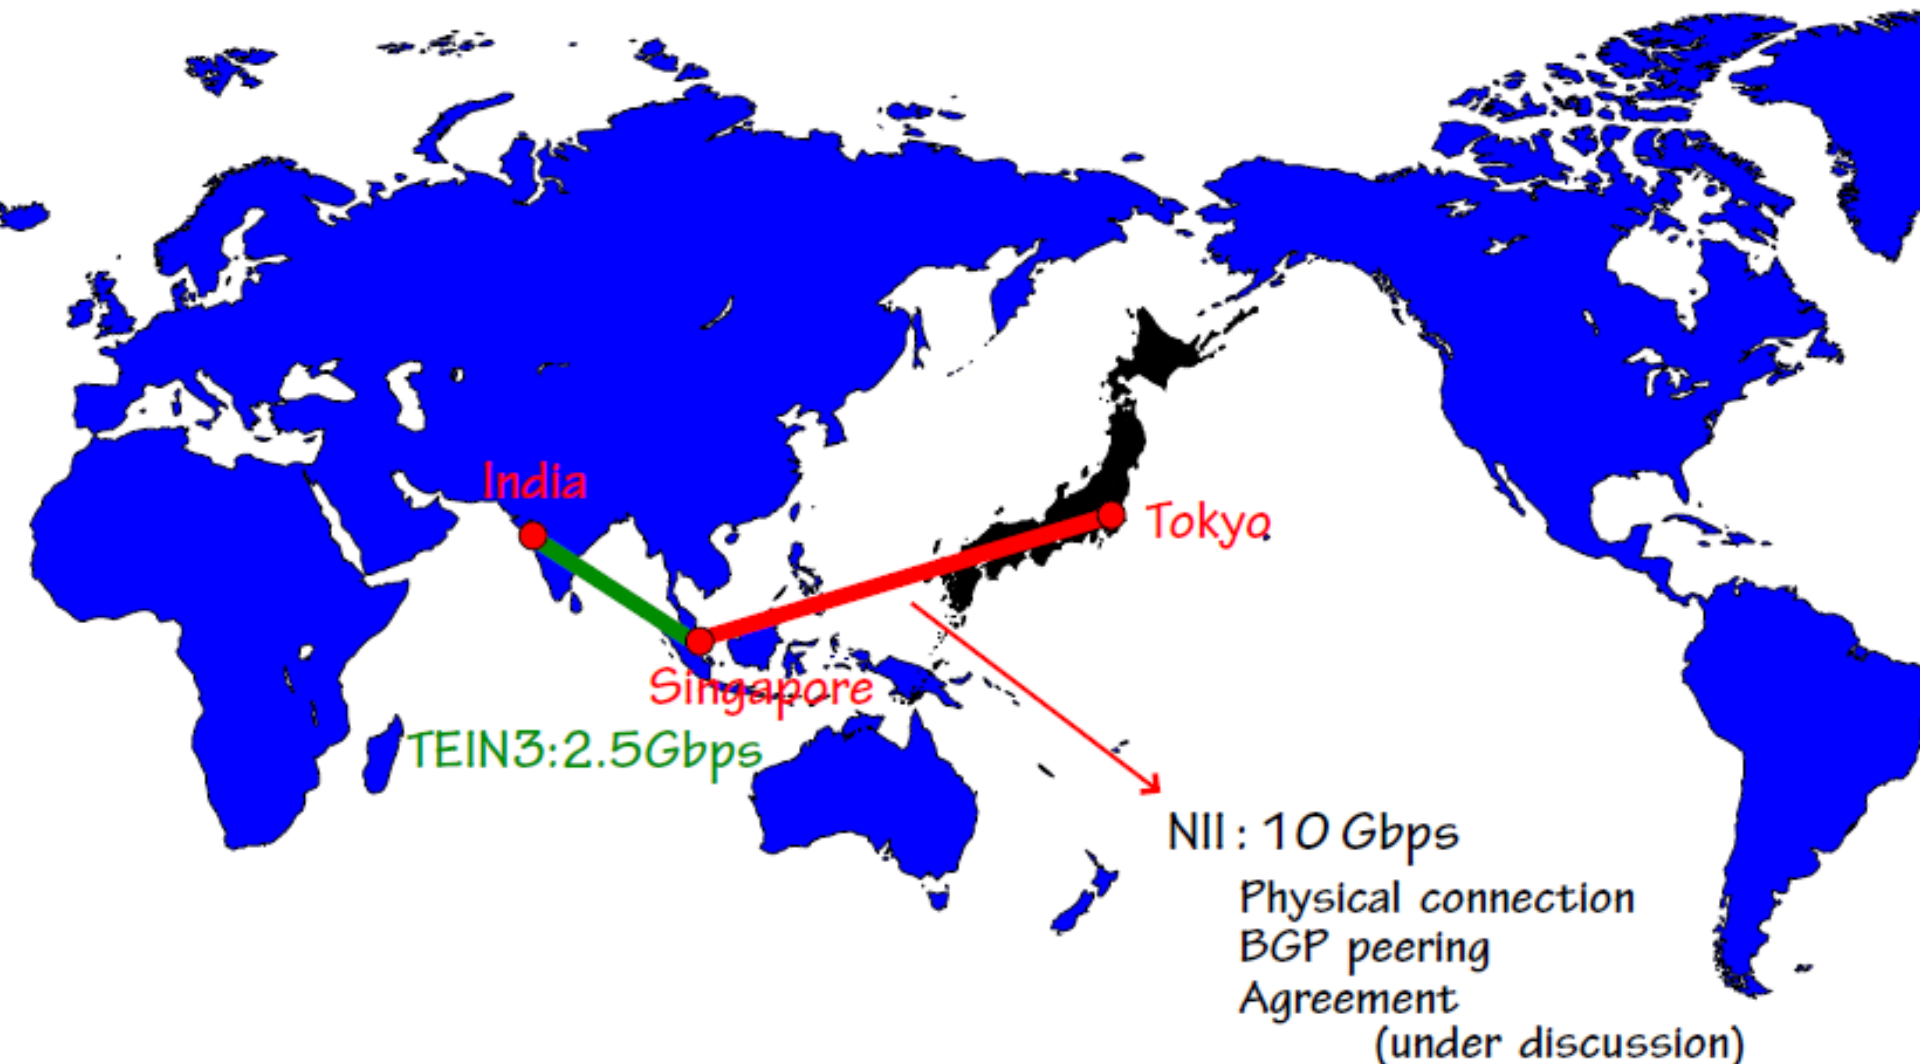 India
Tokyo
Singapore
TEIN3:2.5Gbps
NII: 10 Gbps
Physical connection
BGP peering
Agreement
(under discussion)